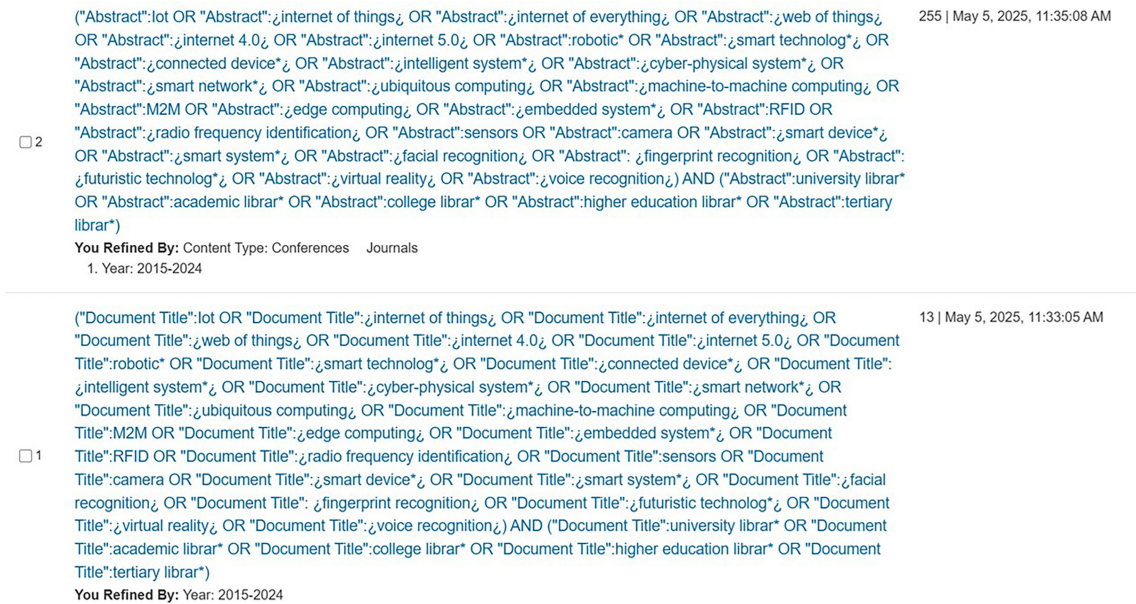 ("Abstract":Iot OR "Abstract":¿internet of things¿ OR "Abstract":¿internet of everything¿ OR "Abstract":¿web of things¿
255 | May 5, 2025, 11:35:08 AM
OR "Abstract":¿internet 4.0¿ OR "Abstract":¿internet 5.0¿ OR "Abstract":robotic* OR "Abstract":¿smart technolog*¿ OR
"Abstract":¿connected device*¿ OR "Abstract":¿intelligent system*¿ OR "Abstract":¿cyber-physical system*¿ OR
"Abstract":¿smart network*¿ OR "Abstract":¿ubiquitous computing¿ OR "Abstract":¿machine-to-machine computing¿ OR
"Abstract":M2M OR "Abstract":¿edge computing¿ OR "Abstract":¿embedded system*¿ OR "Abstract":RFID OR
"Abstract":¿radio frequency identification¿ OR "Abstract":sensors OR "Abstract":camera OR "Abstract":¿smart device*¿
2
OR "Abstract":¿smart system*¿ OR "Abstract":¿facial recognition¿ OR "Abstract": ¿fingerprint recognition¿ OR "Abstract":
¿futuristic technolog*¿ OR "Abstract":¿virtual reality¿ OR "Abstract":¿voice recognition¿) AND ("Abstract":university librar*
OR "Abstract":academic librar* OR "Abstract":college librar* OR "Abstract":higher education librar* OR "Abstract":tertiary
librar*)
You Refined By: Content Type: Conferences Journals
1. Year: 2015-2024
("Document Title":Iot OR "Document Title":¿internet of things¿ OR "Document Title":¿internet of everything¿ OR
13 | May 5, 2025, 11:33:05 AM
"Document Title":¿web of things¿ OR "Document Title":¿internet 4.0¿ OR "Document Title":¿internet 5.0¿ OR "Document
Title":robotic* OR "Document Title":¿smart technolog*¿ OR "Document Title":¿connected device*¿ OR "Document Title":
¿intelligent system*¿ OR "Document Title":¿cyber-physical system*¿ OR "Document Title":¿smart network*¿ OR
"Document Title":¿ubiquitous computing¿ OR "Document Title":¿machine-to-machine computing¿ OR "Document
Title":M2M OR "Document Title":¿edge computing¿ OR "Document Title":¿embedded system*¿ OR "Document
1
Title":RFID OR "Document Title":¿radio frequency identification¿ OR "Document Title":sensors OR "Document
Title":camera OR "Document Title":¿smart device*¿ OR "Document Title":¿smart system*¿ OR "Document Title":¿facial
recognition¿ OR "Document Title": ¿fingerprint recognition¿ OR "Document Title":¿futuristic technolog*¿ OR "Document
Title":¿virtual reality¿ OR "Document Title":¿voice recognition¿) AND ("Document Title":university librar* OR "Document
Title":academic librar* OR "Document Title":college librar* OR "Document Title":higher education librar* OR "Document
Title":tertiary librar*)
You Refined By: Year: 2015-2024